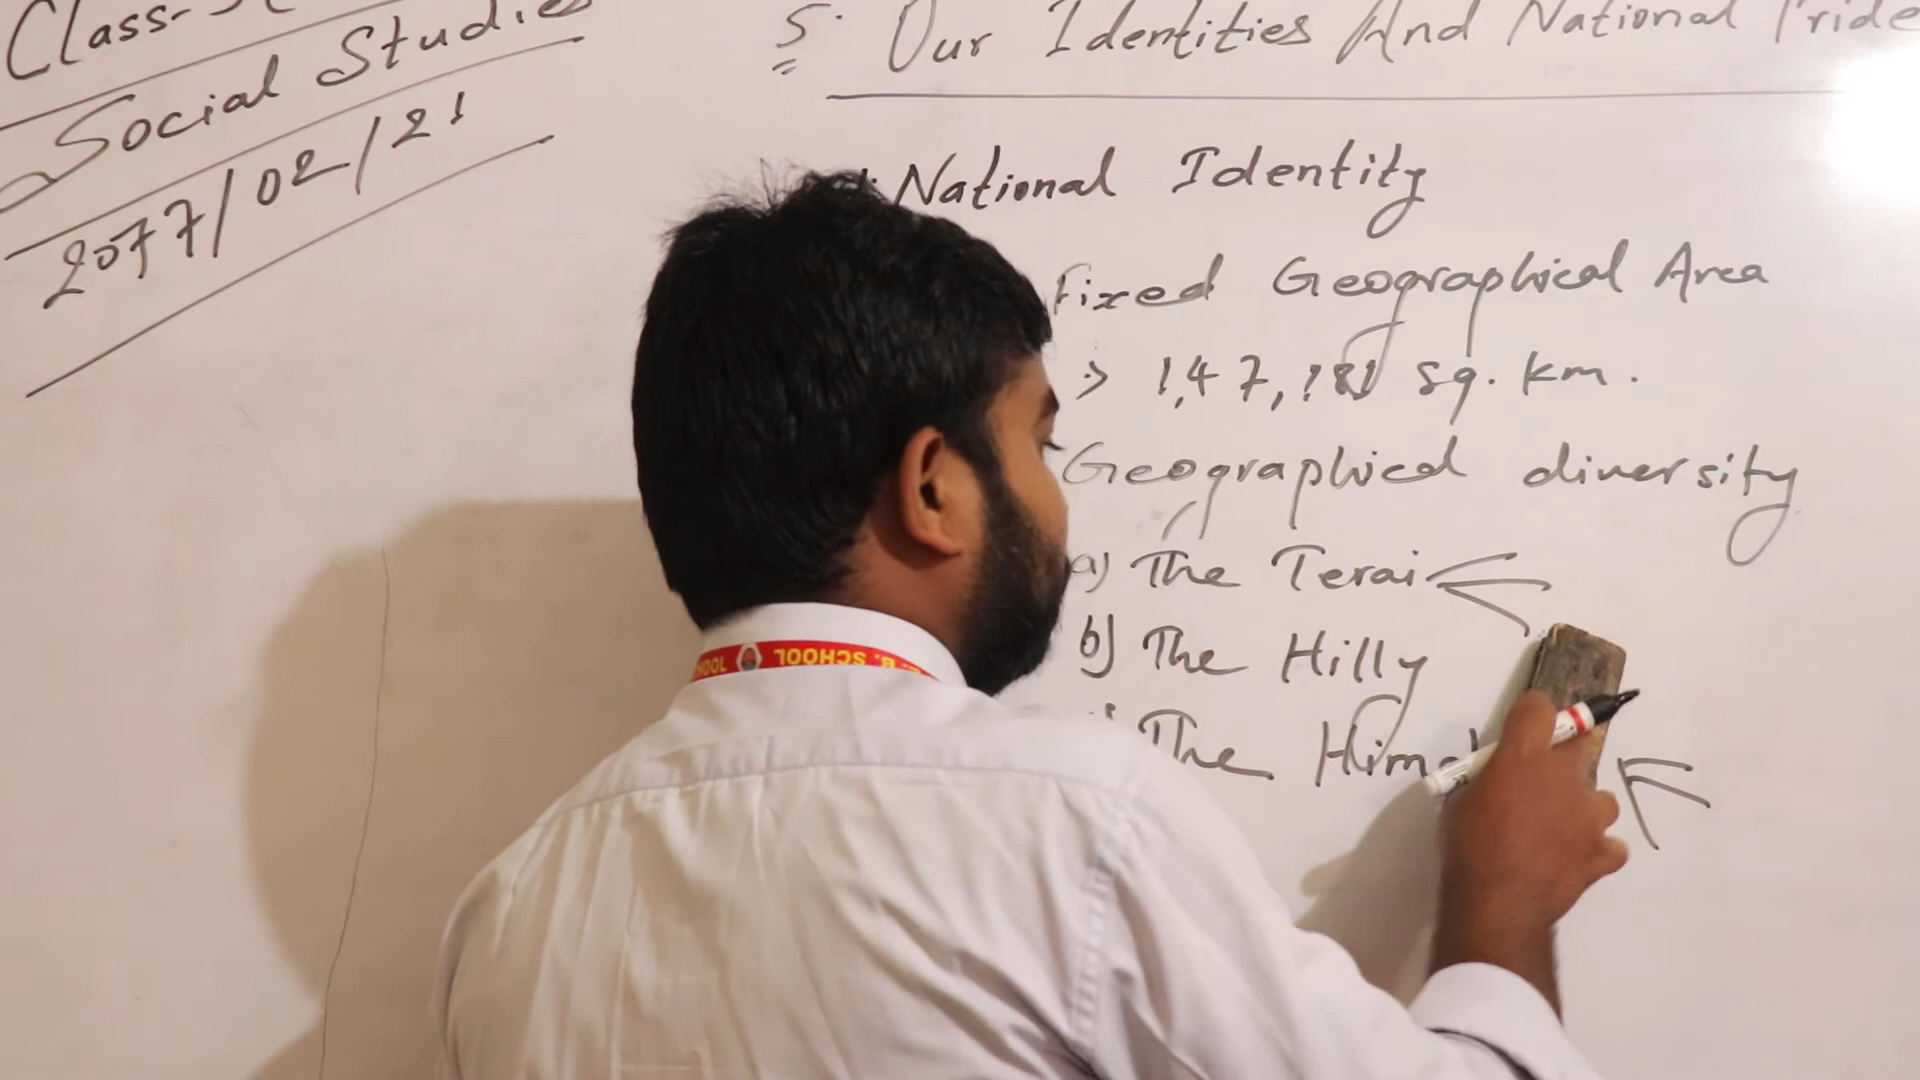 Class-
Social Studies
2077/02/21
5. Our Identities And National Pride
National Identity
Fixed Geographical Area
> 1,47,181 sq. km.
Geographical diversity
a) The Terai
b) The Hilly
The
B. SCHOOL